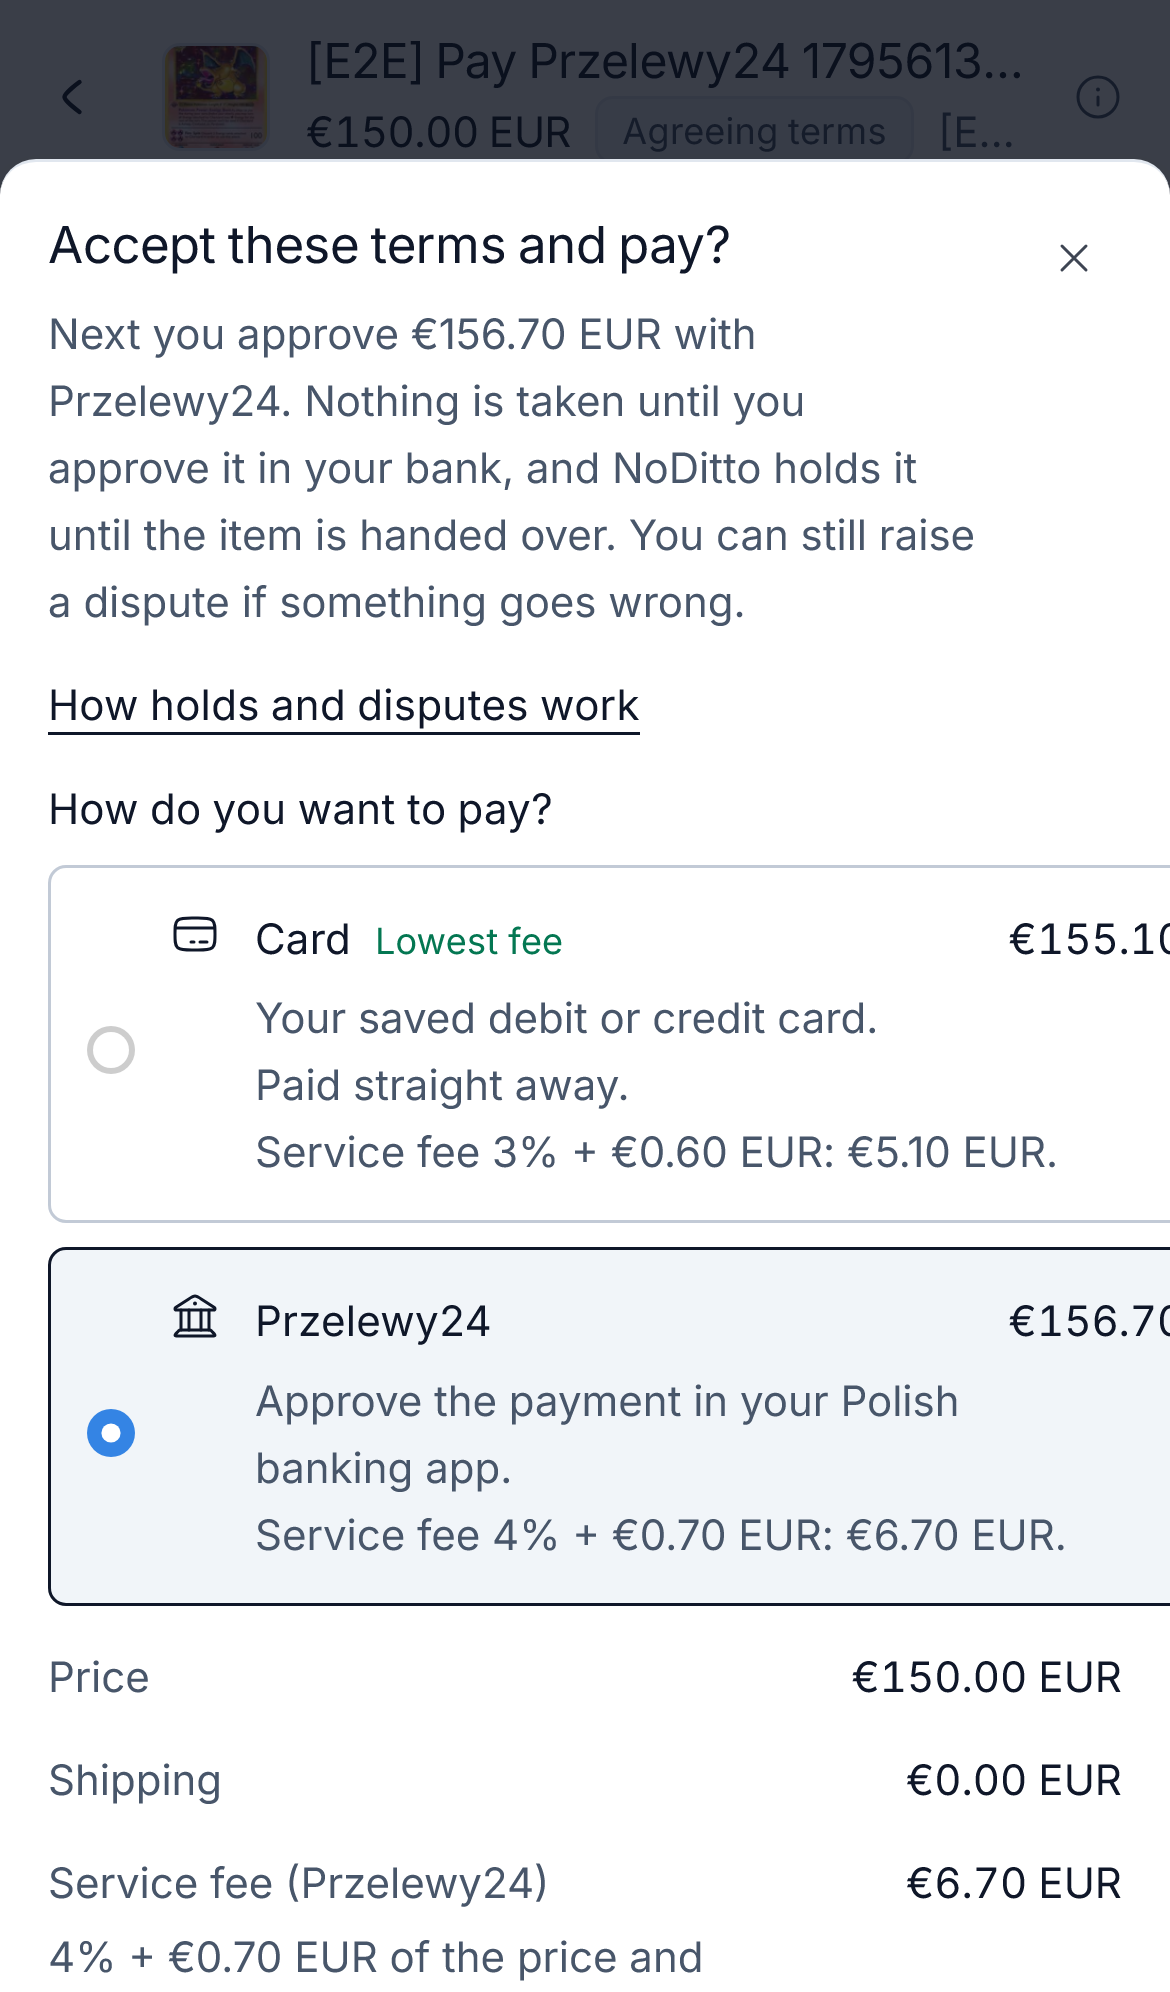 [E2E] Pay Przelewy24 1795613...
€150.00 EUR Agreeing terms [E...
Accept these terms and pay?
Next you approve €156.70 EUR with
Przelewy24. Nothing is taken until you
approve it in your bank, and NoDitto holds it
until the item is handed over. You can still raise
a dispute if something goes wrong.
How holds and disputes work
How do you want to pay?
Card Lowest fee €155.10
Your saved debit or credit card.
Paid straight away.
Service fee 3% + €0.60 EUR: €5.10 EUR.
Przelewy24 €156.70
Approve the payment in your Polish
banking app.
Service fee 4% + €0.70 EUR: €6.70 EUR.
Price €150.00 EUR
Shipping €0.00 EUR
Service fee (Przelewy24) €6.70 EUR
4% + €0.70 EUR of the price and